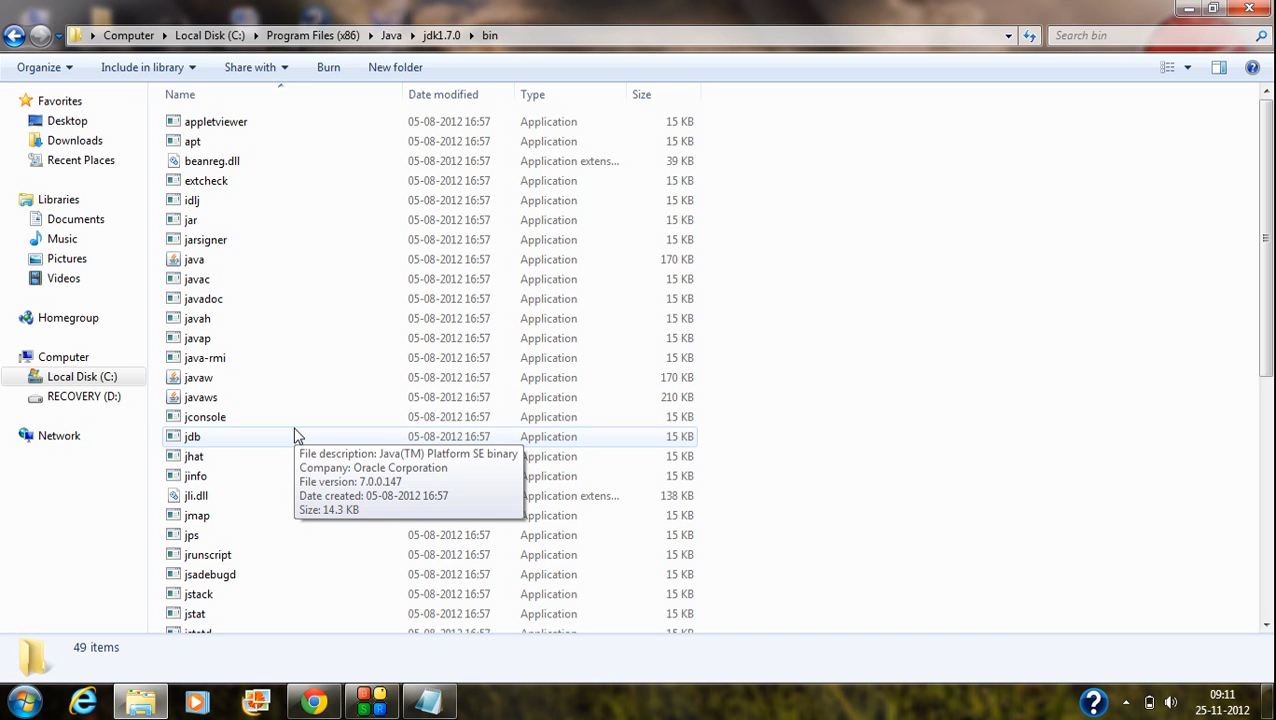 Computer Local Disk (C:) Program Files (x86) Java jdk1.7.0 bin Search bin
Organize Include in library Share with Burn New folder
Name Date modified Type Size
Favorites
Desktop
Downloads
Recent Places
Libraries
Documents
Music
Pictures
Videos
Homegroup
Computer
Local Disk (C:)
RECOVERY (D:)
Network
appletviewer 05-08-2012 16:57 Application 15 KB
apt 05-08-2012 16:57 Application 15 KB
beanreg.dll 05-08-2012 16:57 Application extens... 39 KB
extcheck 05-08-2012 16:57 Application 15 KB
idlj 05-08-2012 16:57 Application 15 KB
jar 05-08-2012 16:57 Application 15 KB
jarsigner 05-08-2012 16:57 Application 15 KB
java 05-08-2012 16:57 Application 170 KB
javac 05-08-2012 16:57 Application 15 KB
javadoc 05-08-2012 16:57 Application 15 KB
javah 05-08-2012 16:57 Application 15 KB
javap 05-08-2012 16:57 Application 15 KB
java-rmi 05-08-2012 16:57 Application 15 KB
javaw 05-08-2012 16:57 Application 170 KB
javaws 05-08-2012 16:57 Application 210 KB
jconsole 05-08-2012 16:57 Application 15 KB
jdb 05-08-2012 16:57 Application 15 KB
jhat Application 15 KB
jinfo Application 15 KB
jli.dll Application extens... 138 KB
jmap Application 15 KB
jps 05-08-2012 16:57 Application 15 KB
jrunscript 05-08-2012 16:57 Application 15 KB
jsadebugd 05-08-2012 16:57 Application 15 KB
jstack 05-08-2012 16:57 Application 15 KB
jstat 05-08-2012 16:57 Application 15 KB
jstatd 05-08-2012 16:57 Application 15 KB
File description: Java(TM) Platform SE binary
Company: Oracle Corporation
File version: 7.0.0.147
Date created: 05-08-2012 16:57
Size: 14.3 KB
49 items
09:11
25-11-2012